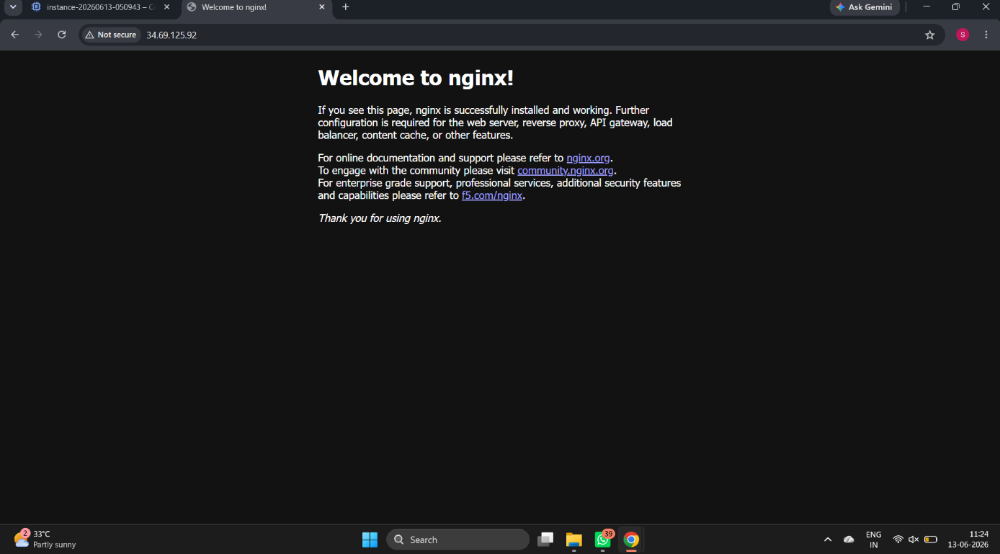 instance-20260613-050943 – C
Welcome to nginx!
Ask Gemini
Not secure
34.69.125.92
S
Welcome to nginx!
If you see this page, nginx is successfully installed and working. Further
configuration is required for the web server, reverse proxy, API gateway, load
balancer, content cache, or other features.
For online documentation and support please refer to nginx.org.
To engage with the community please visit community.nginx.org.
For enterprise grade support, professional services, additional security features
and capabilities please refer to f5.com/nginx.
Thank you for using nginx.
2
33°C
Partly sunny
Search
39
ENG
IN
11:24
13-06-2026